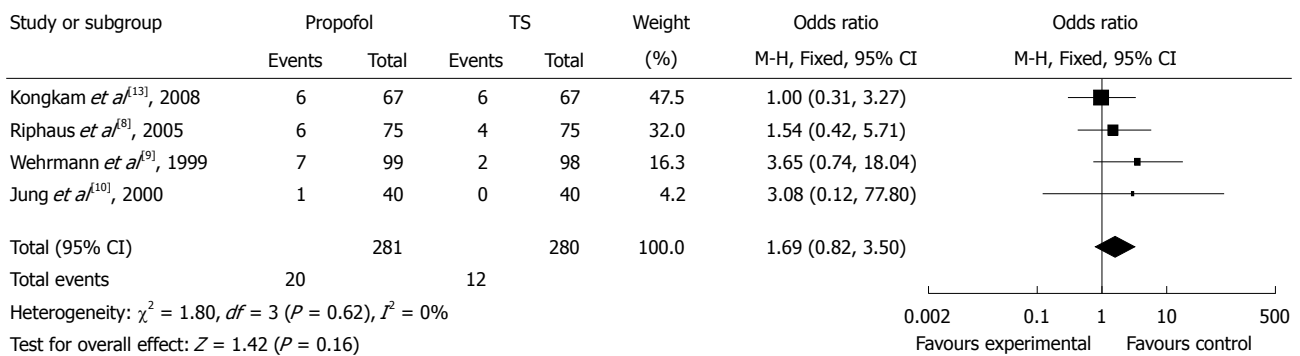 Study or subgroup Propofol TS Weight Odds ratio Odds ratio
Events Total Events Total (%) M-H, Fixed, 95% CI M-H, Fixed, 95% CI
Kongkam et al[13], 2008 6 67 6 67 47.5 1.00 (0.31, 3.27)
Riphaus et al[8], 2005 6 75 4 75 32.0 1.54 (0.42, 5.71)
Wehrmann et al[9], 1999 7 99 2 98 16.3 3.65 (0.74, 18.04)
Jung et al[10], 2000 1 40 0 40 4.2 3.08 (0.12, 77.80)
Total (95% CI) 281 280 100.0 1.69 (0.82, 3.50)
Total events 20 12
Heterogeneity: χ² = 1.80, df = 3 (P = 0.62), I² = 0%
Test for overall effect: Z = 1.42 (P = 0.16)
0.002 0.1 1 10 500
Favours experimental Favours control